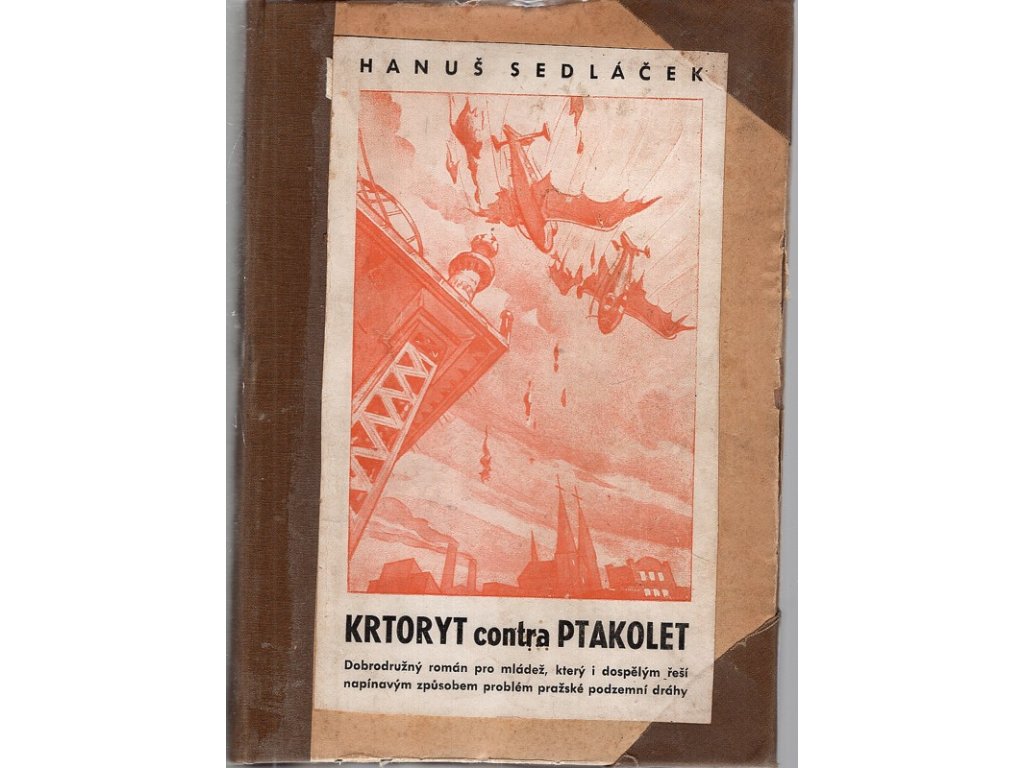 HANUŠ SEDLÁČEK
KRTORYT contra PTAKOLET
Dobrodružný román pro mládež, který i dospělým řeší
napínavým způsobem problém pražské podzemní dráhy